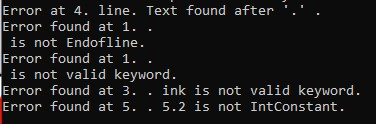 Error at 4. line. Text found after '.' .
Error found at 1. .
 is not Endofline.
Error found at 1. .
 is not valid keyword.
Error found at 3. . ink is not valid keyword.
Error found at 5. . 5.2 is not IntConstant.